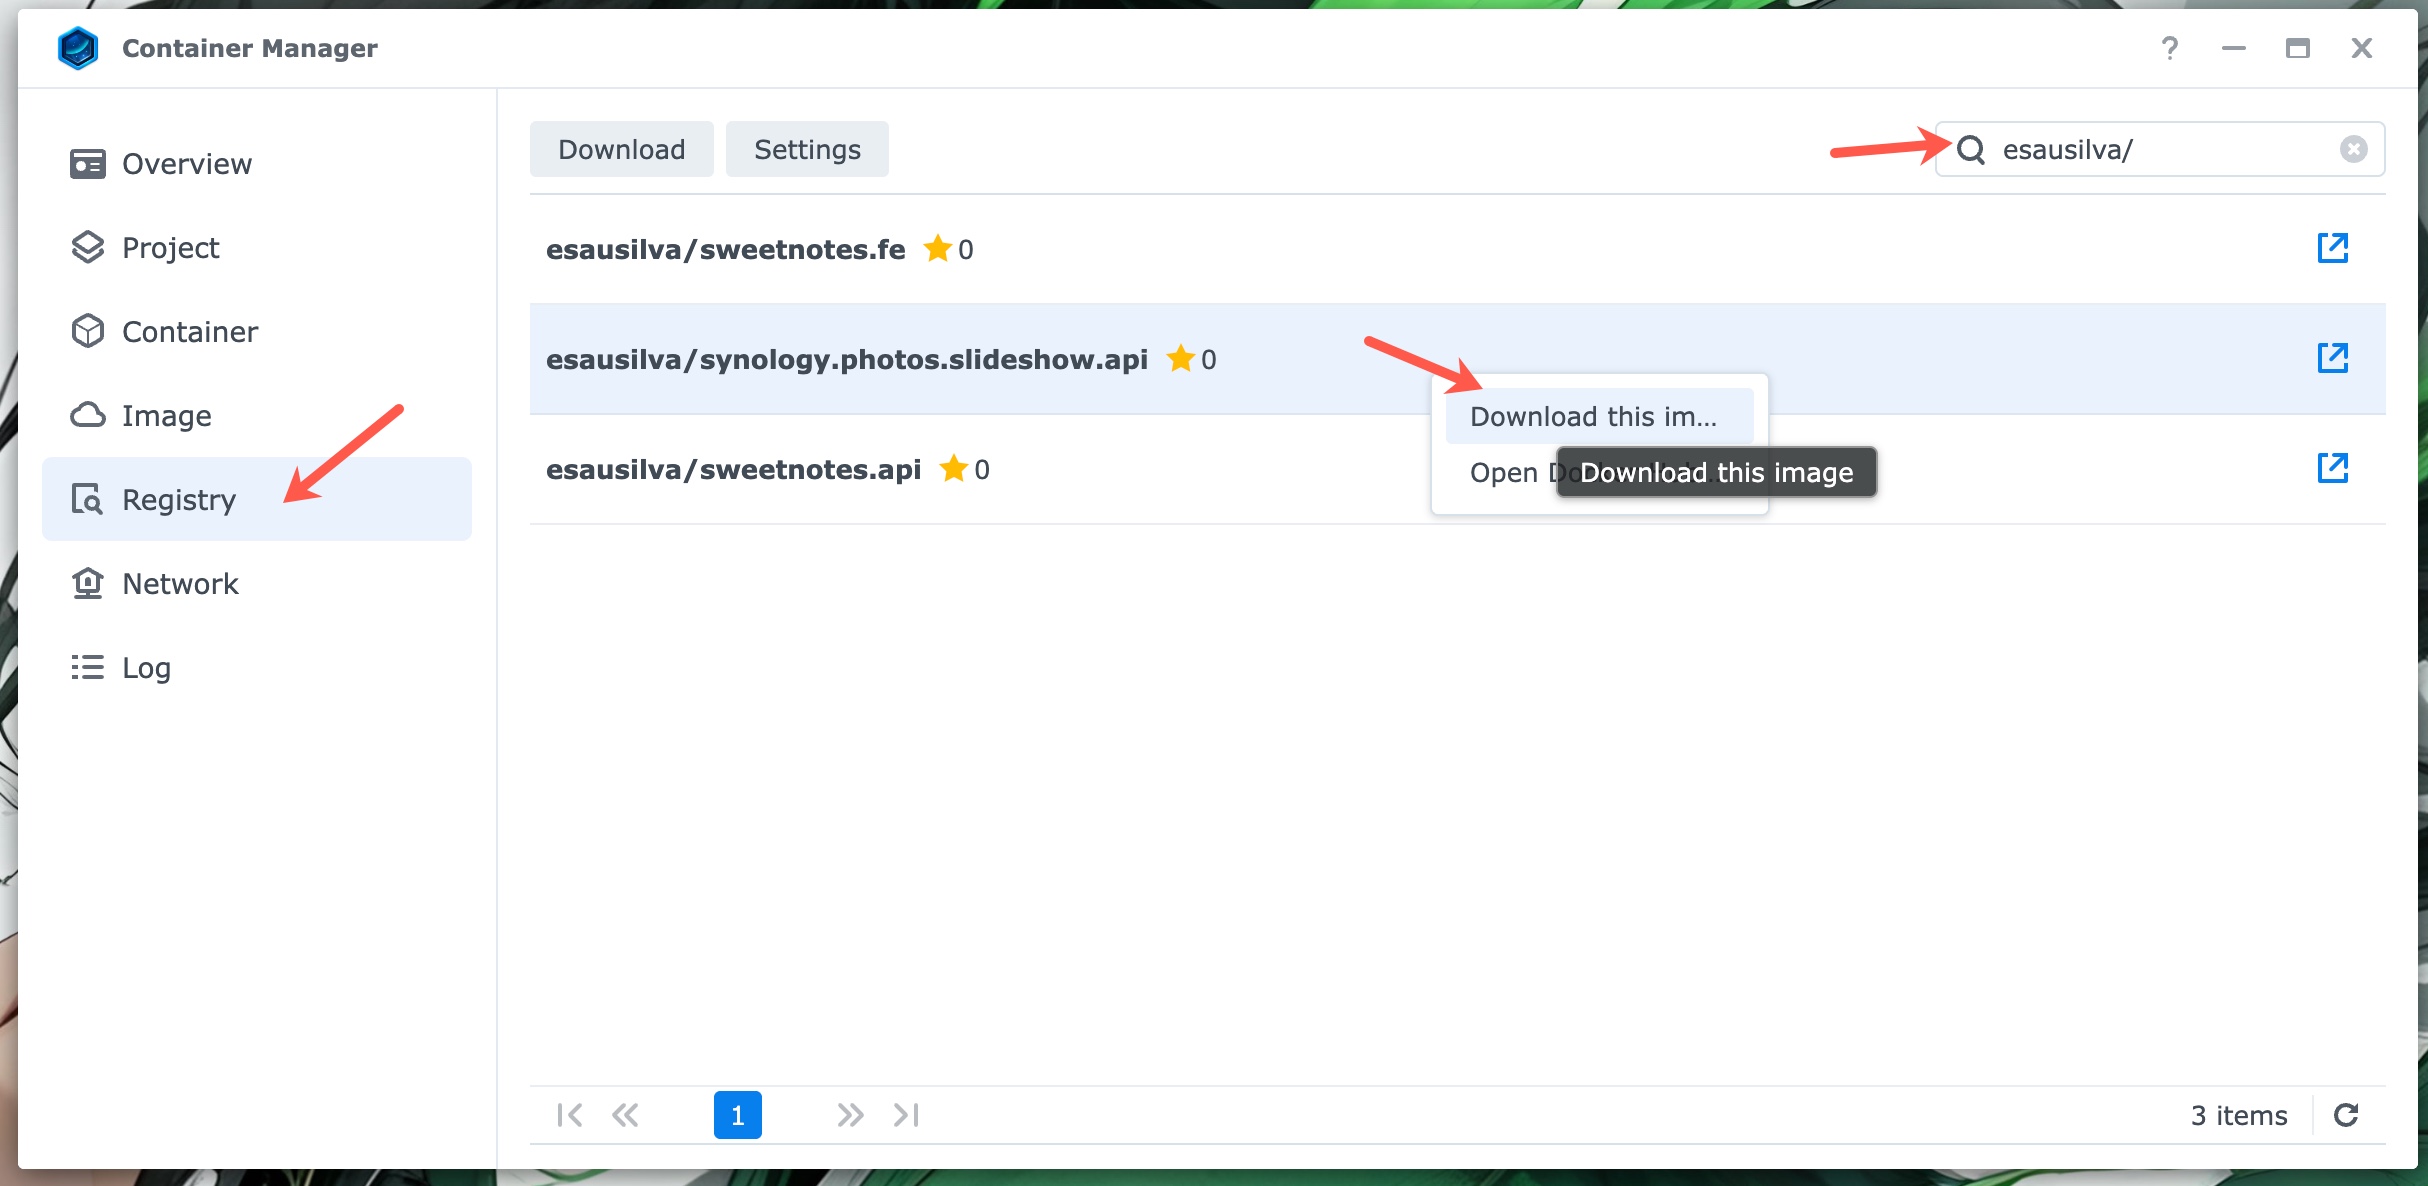 Container Manager
?
Overview
Project
Container
Image
Registry
Network
Log
Download
Settings
esausilva/
esausilva/sweetnotes.fe 0
esausilva/synology.photos.slideshow.api 0
esausilva/sweetnotes.api 0
Download this im...
Open
Download this image
1
3 items